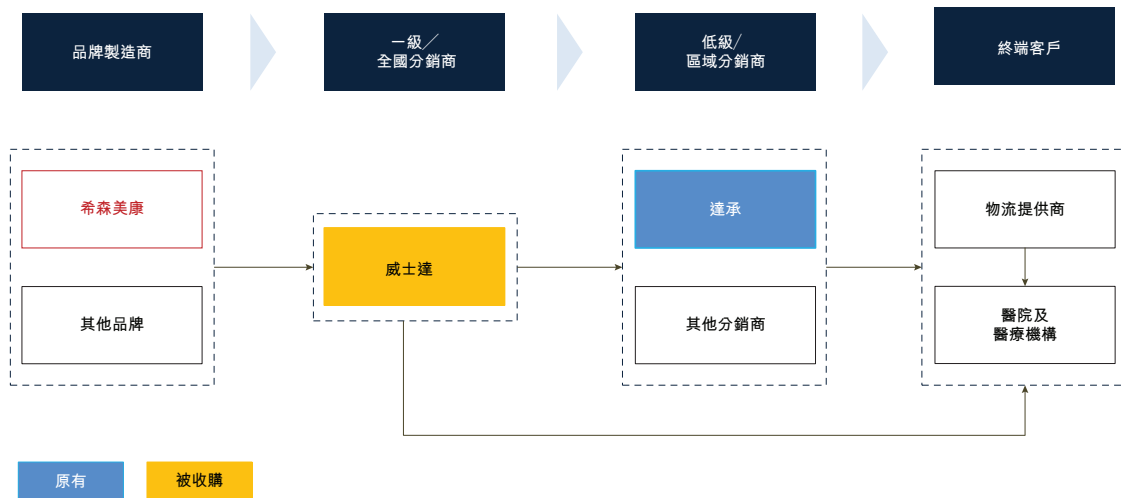 品牌製造商
一級╱
全國分銷商
低級/
區域分銷商
終端客戶
希森美康
其他品牌
威士達
達承
其他分銷商
物流提供商
醫院及
醫療機構
原有
被收購